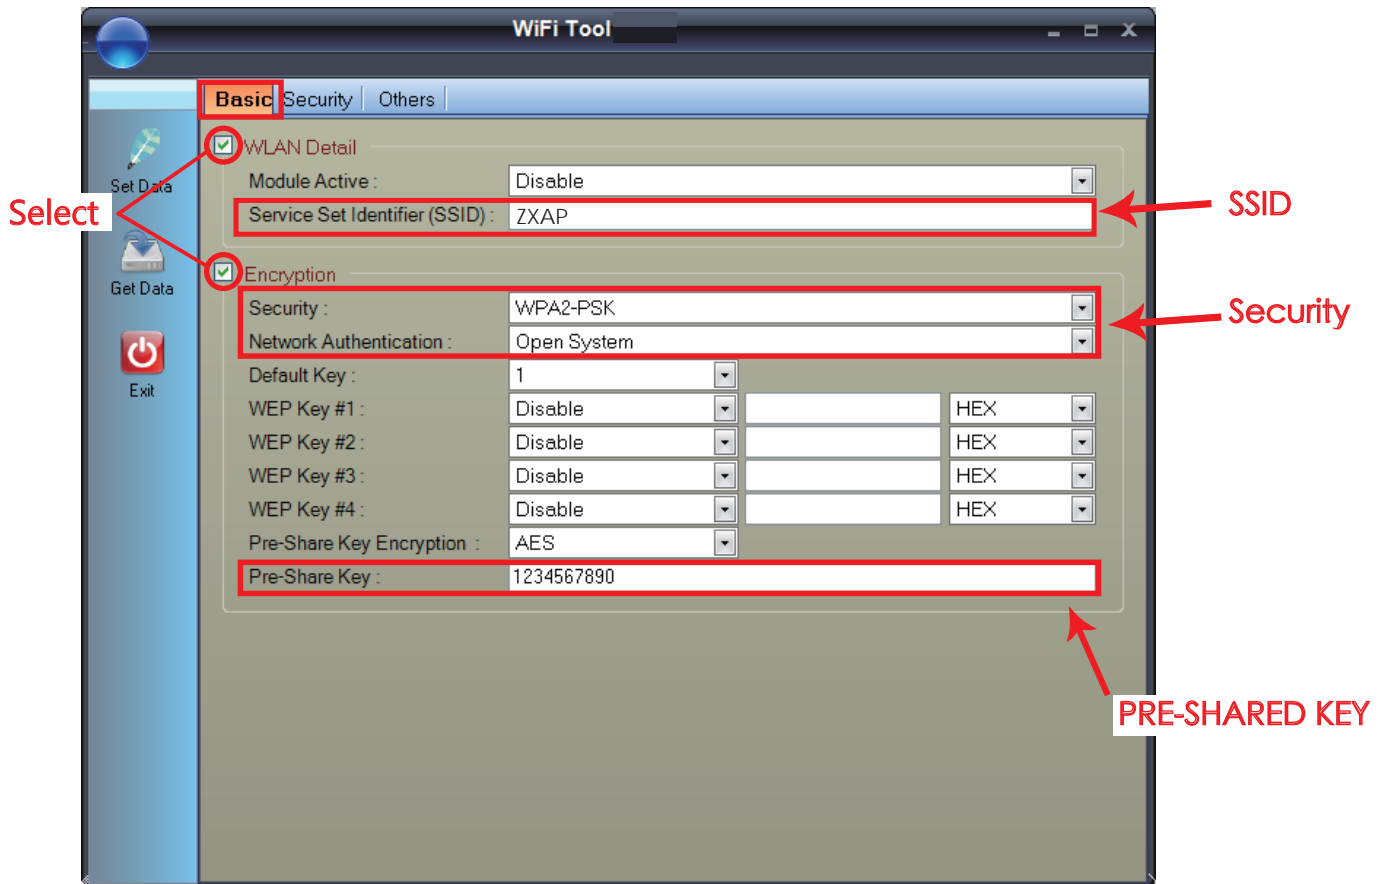 WiFi Tool
Basic Security Others
WLAN Detail
Set Data
Module Active : Disable
Select
Service Set Identifier (SSID) : ZXAP
SSID
Encryption
Get Data
Security : WPA2-PSK
Security
Network Authentication : Open System
Default Key : 1
Exit
WEP Key #1 : Disable HEX
WEP Key #2 : Disable HEX
WEP Key #3 : Disable HEX
WEP Key #4 : Disable HEX
Pre-Share Key Encryption : AES
Pre-Share Key : 1234567890
PRE-SHARED KEY